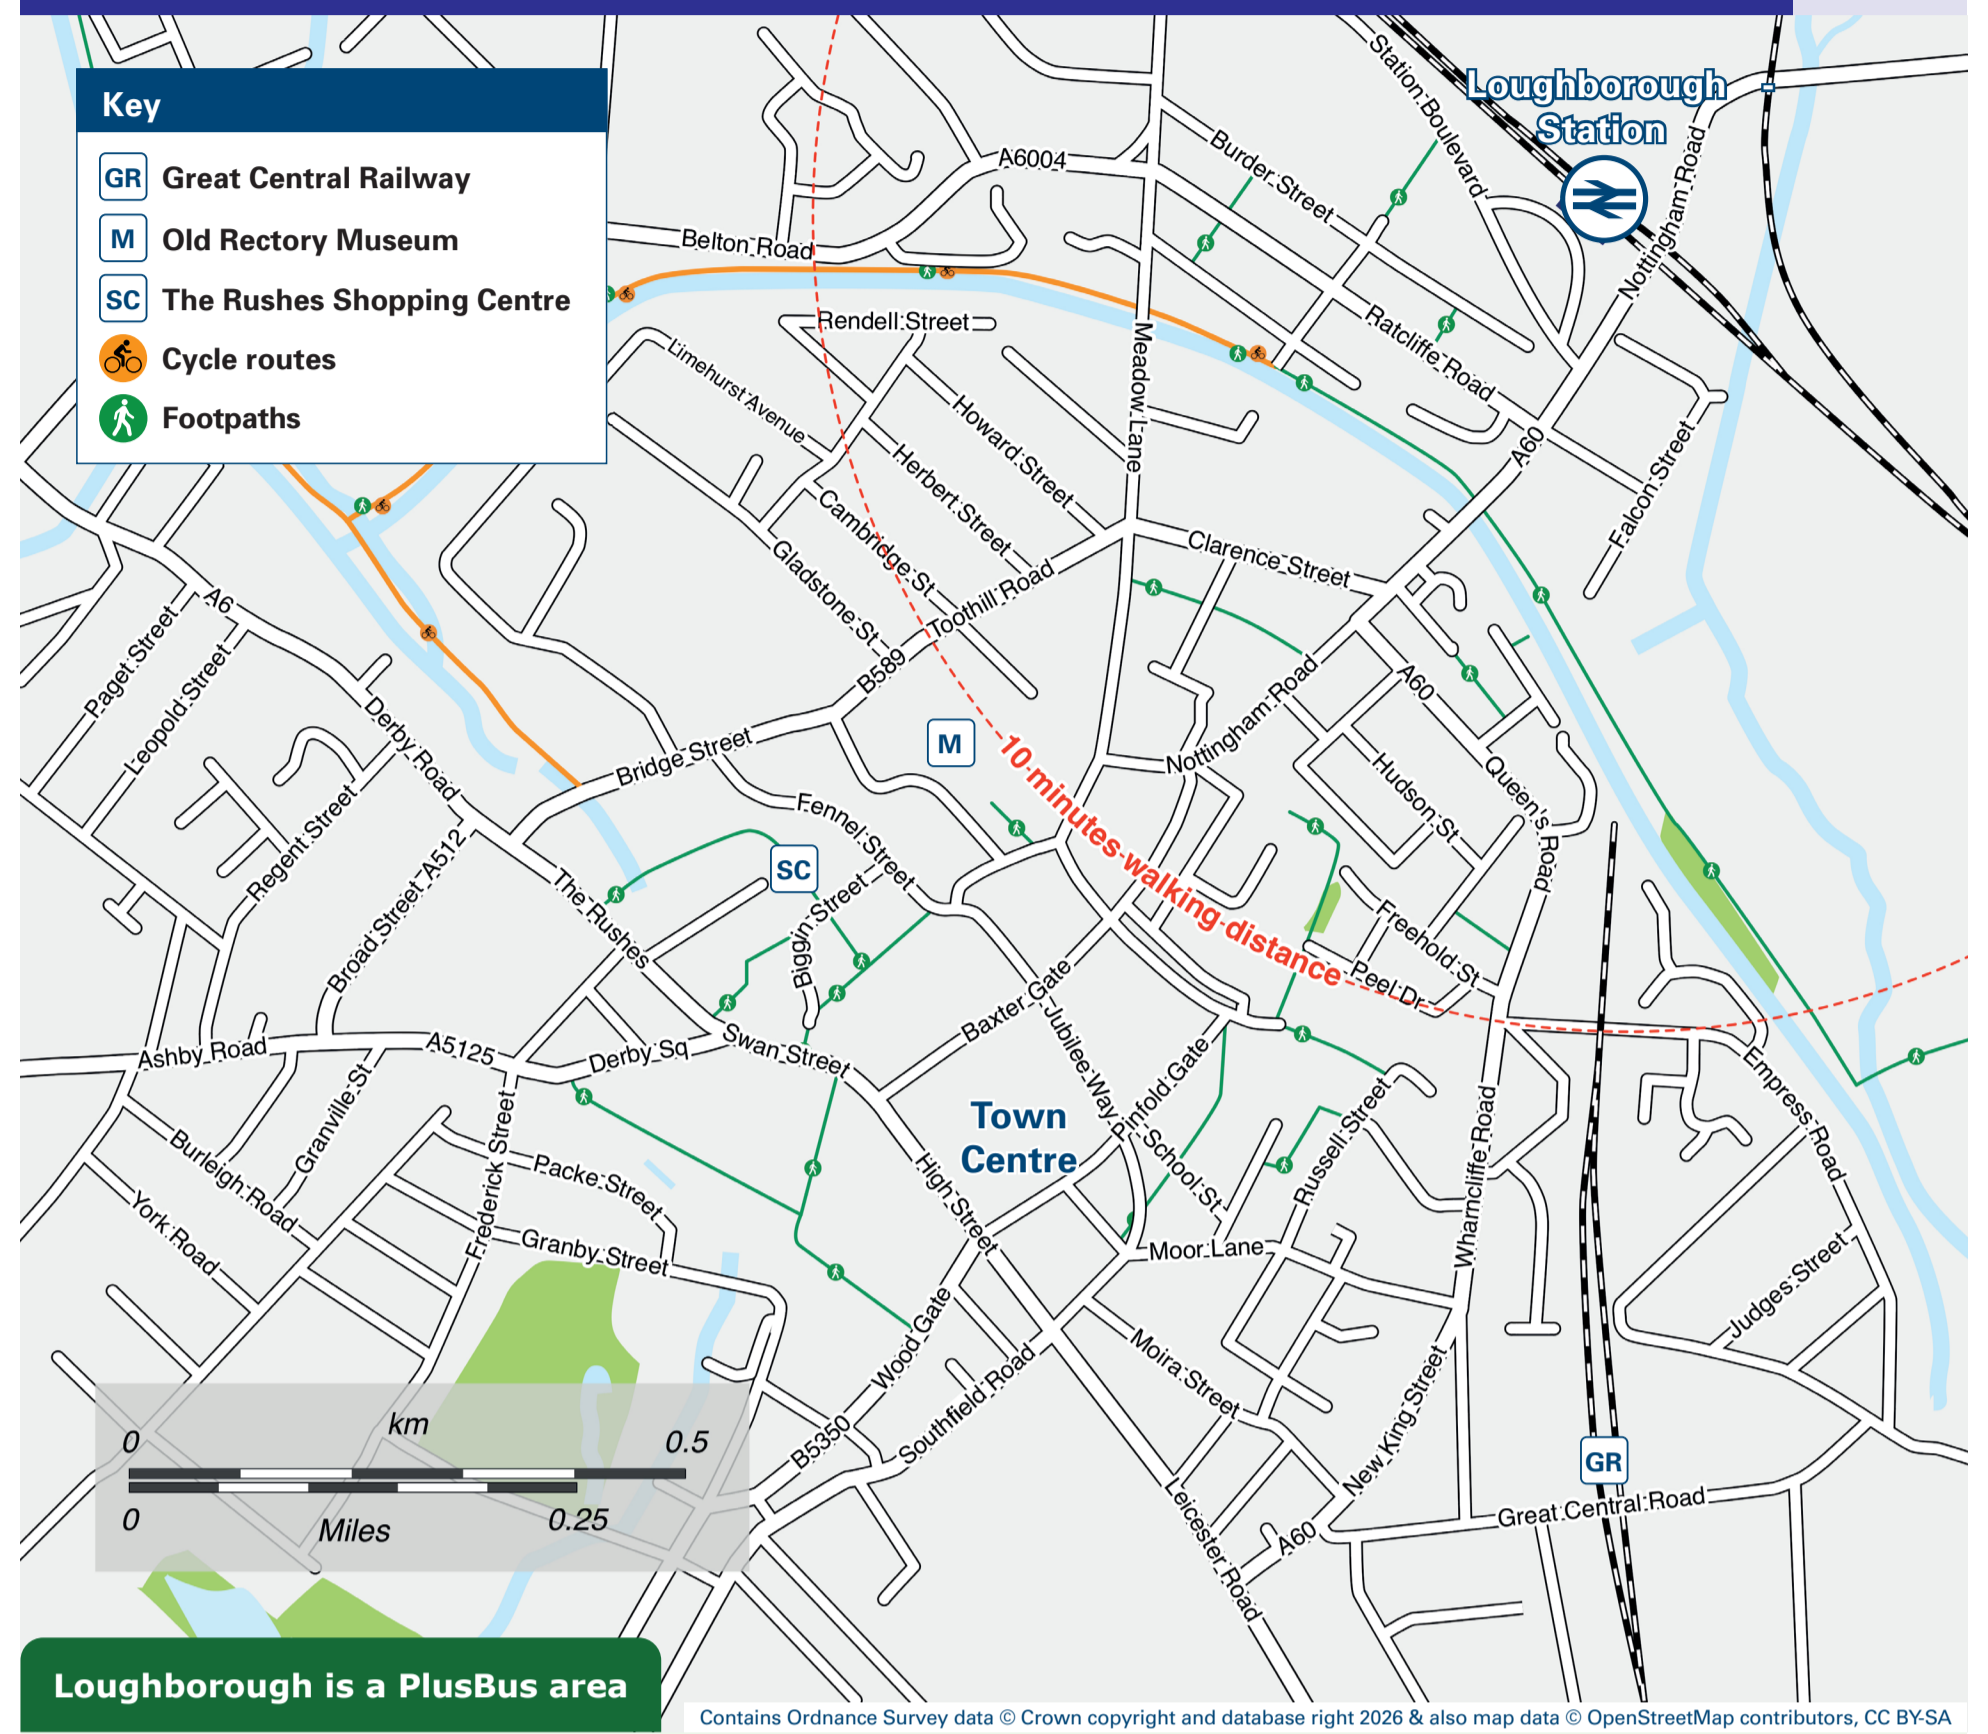 Key
GR Great Central Railway
M Old Rectory Museum
SC The Rushes Shopping Centre
Cycle routes
Footpaths
Loughborough
Station
Station Boulevard
Nottingham Road
Burder Street
A6004
Belton Road
Rendell Street
Limehurst Avenue
Meadow Lane
Ratcliffe Road
Howard Street
Herbert Street
Cambridge St
Gladstone St
A60
Falcon Street
Clarence Street
Toothill Road
B589
A6
Paget Street
Leopold Street
Derby Road
Bridge Street
M
Nottingham Road
A60
10 minutes walking distance
Hudson St
Queen's Road
Fennel Street
SC
Regent Street
Broad Street A512
The Rushes
Biggin Street
Freehold St
Peel Dr
Baxter Gate
Jubilee Way
Ashby Road
A5125
Derby Sq
Swan Street
Pinfold Gate
Town
Centre
Empress Road
Granville St
Burleigh Road
York Road
Frederick Street
Packe Street
Granby Street
High Street
School St
Russell Street
Wharncliffe Road
Moor Lane
Judges Street
Wood Gate
Moira Street
New King Street
B5350
Southfield Road
GR
Great Central Road
Leicester Road
A60
km
0 0.5
0 0.25
Miles
Loughborough is a PlusBus area
Contains Ordnance Survey data © Crown copyright and database right 2026 & also map data © OpenStreetMap contributors, CC BY-SA